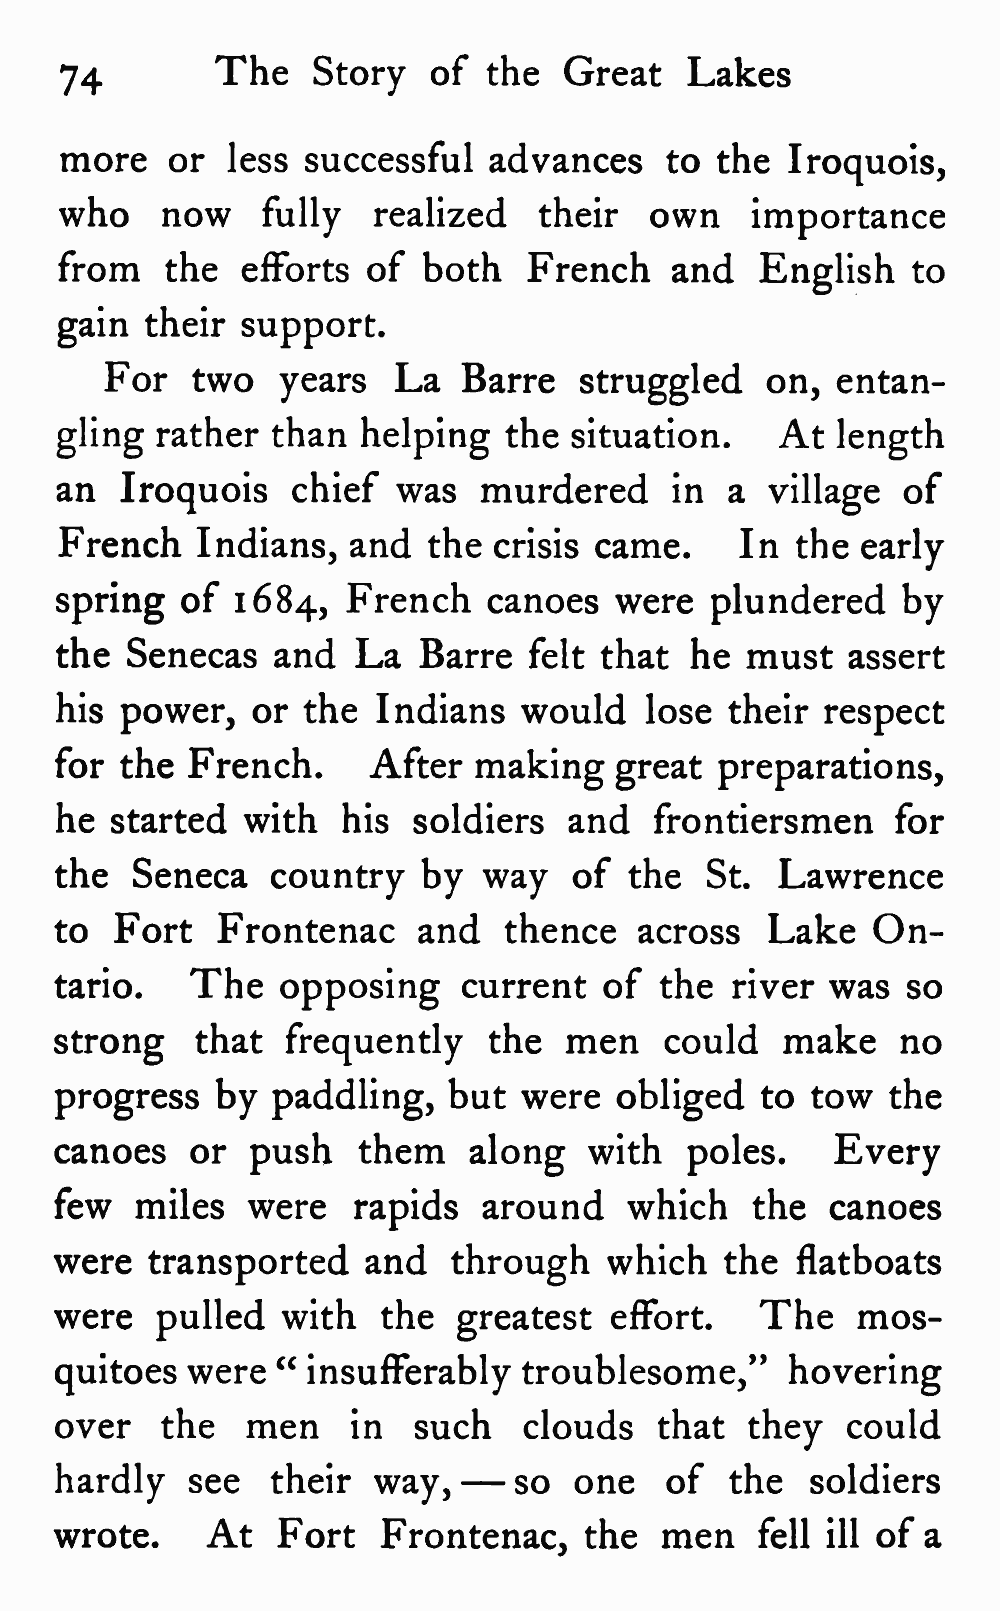 74 The Story of the Great Lakes
more or less successful advances to the Iroquois,
who now fully realized their own importance
from the efforts of both French and English to
gain their support.
For two years La Barre struggled on, entan-
gling rather than helping the situation. At length
an Iroquois chief was murdered in a village of
French Indians, and the crisis came. In the early
spring of 1684, French canoes were plundered by
the Senecas and La Barre felt that he must assert
his power, or the Indians would lose their respect
for the French. After making great preparations,
he started with his soldiers and frontiersmen for
the Seneca country by way of the St. Lawrence
to Fort Frontenac and thence across Lake On-
tario. The opposing current of the river was so
strong that frequently the men could make no
progress by paddling, but were obliged to tow the
canoes or push them along with poles. Every
few miles were rapids around which the canoes
were transported and through which the flatboats
were pulled with the greatest effort. The mos-
quitoes were “ insufferably troublesome,” hovering
over the men in such clouds that they could
hardly see their way, — so one of the soldiers
wrote. At Fort Frontenac, the men fell ill of a